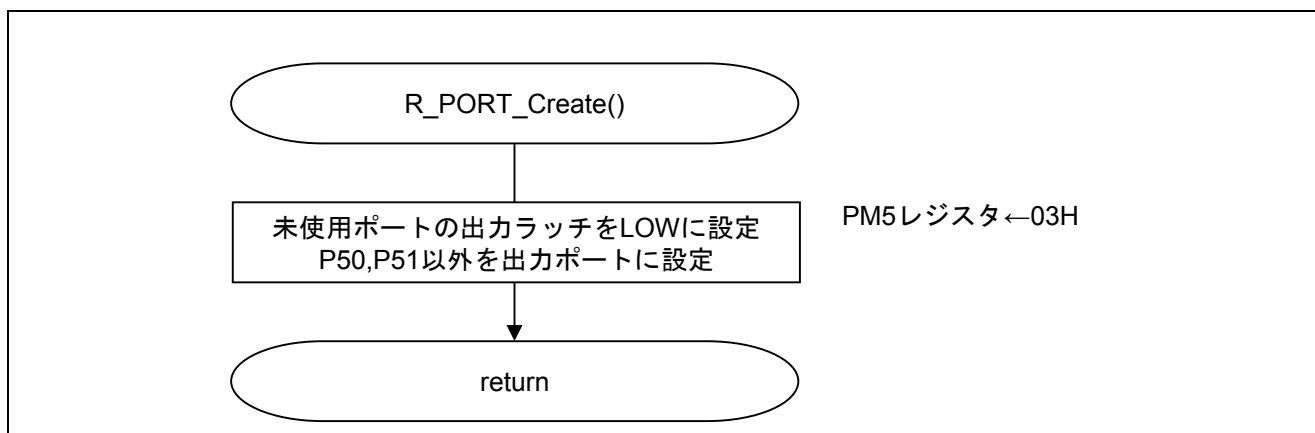 R_PORT_Create()
未使用ポートの出力ラッチをLOWに設定
P50,P51以外を出力ポートに設定
PM5レジスタ←03H
return